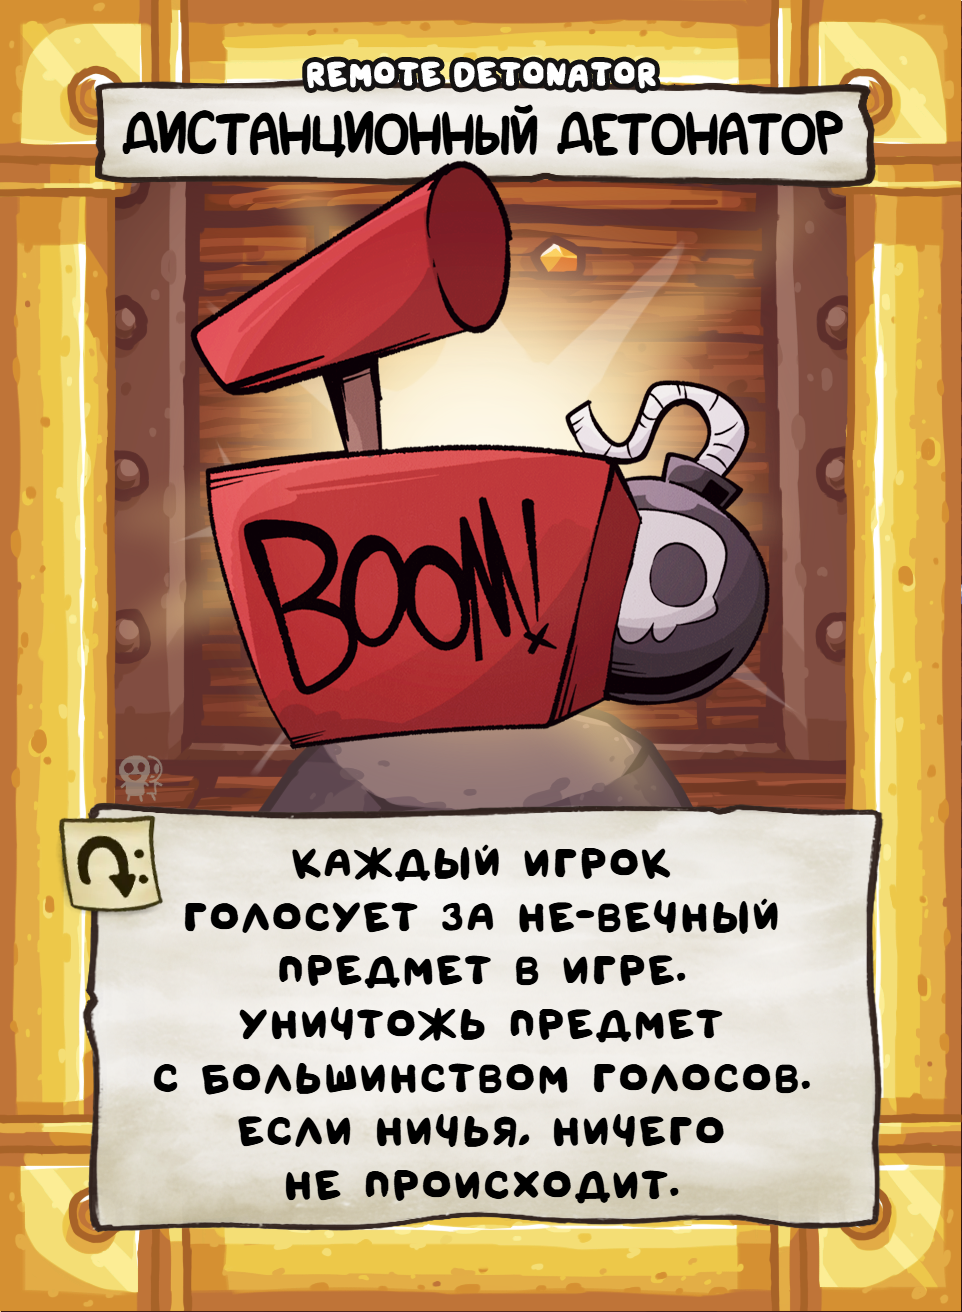 REMOTE DETONATOR
ДИСТАНЦИОННЫЙ ДЕТОНАТОР
BOOM!
КАЖДЫЙ ИГРОК
ГОЛОСУЕТ ЗА НЕ-ВЕЧНЫЙ
ПРЕДМЕТ В ИГРЕ.
УНИЧТОЖЬ ПРЕДМЕТ
С БОЛЬШИНСТВОМ ГОЛОСОВ.
ЕСЛИ НИЧЬЯ, НИЧЕГО
НЕ ПРОИСХОДИТ.